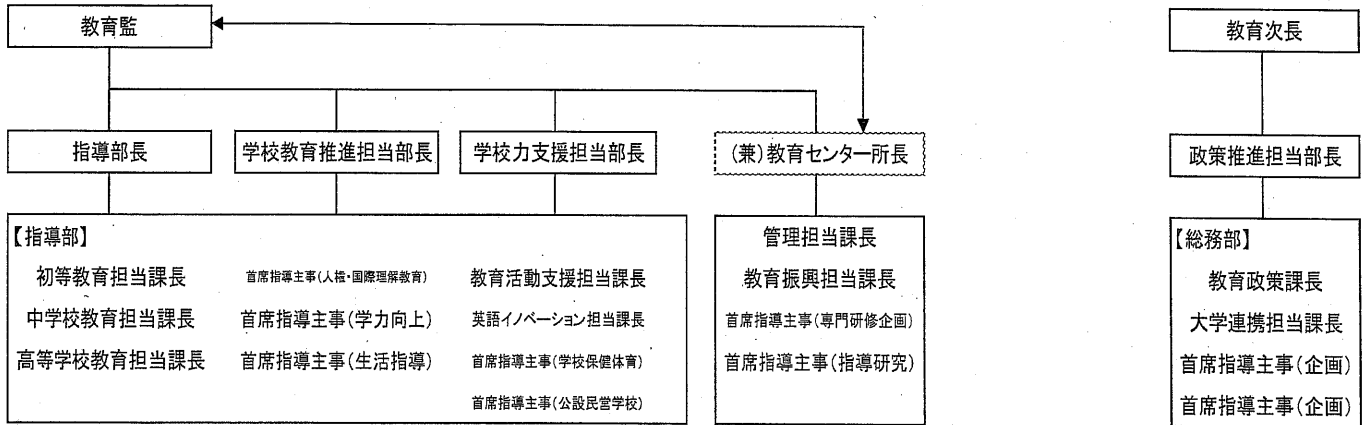 教育監
教育次長
指導部長
学校教育推進担当部長
学校力支援担当部長
(兼)教育センター所長
政策推進担当部長
【指導部】
初等教育担当課長
中学校教育担当課長
高等学校教育担当課長
首席指導主事(人権・国際理解教育)
首席指導主事(学力向上)
首席指導主事(生活指導)
教育活動支援担当課長
英語イノベーション担当課長
首席指導主事(学校保健体育)
首席指導主事(公設民営学校)
管理担当課長
教育振興担当課長
首席指導主事(専門研修企画)
首席指導主事(指導研究)
【総務部】
教育政策課長
大学連携担当課長
首席指導主事(企画)
首席指導主事(企画)